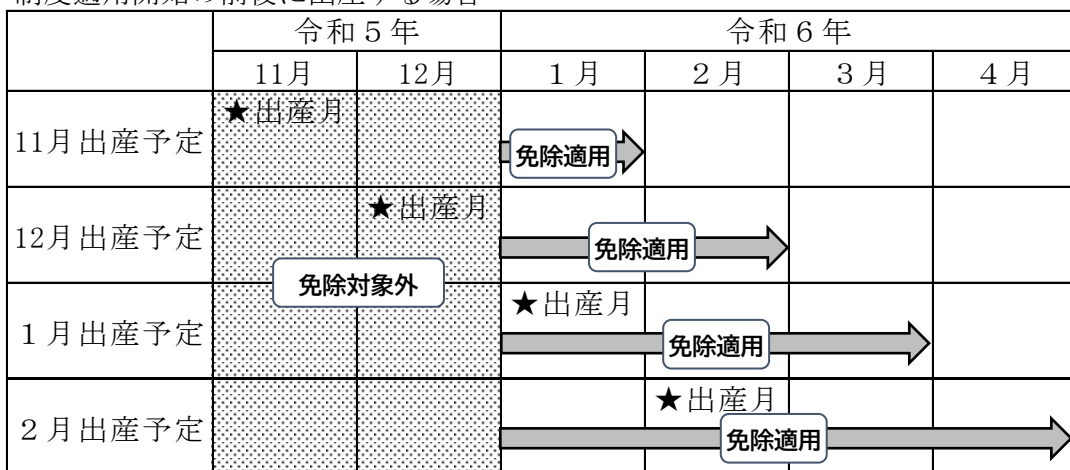 令和５年 令和６年
11月 12月 １月 ２月 ３月 ４月
11月出産予定 ★出産月 免除適用
12月出産予定 ★出産月 免除適用
免除対象外
１月出産予定 ★出産月 免除適用
２月出産予定 ★出産月 免除適用